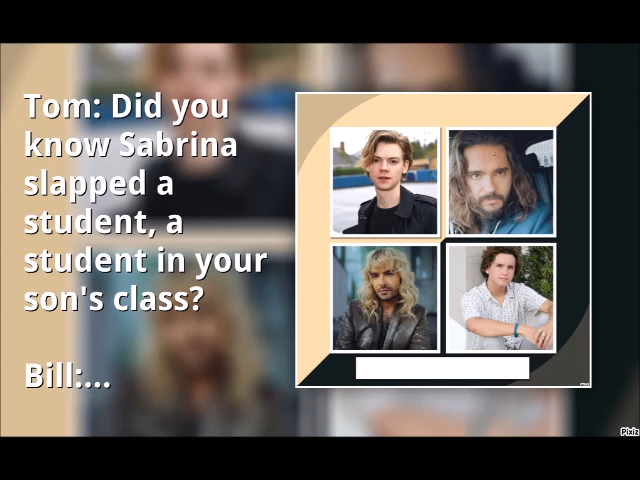 Tom: Did you
know Sabrina
slapped a
student, a
student in your
son's class?
Bill:...
Pixiz